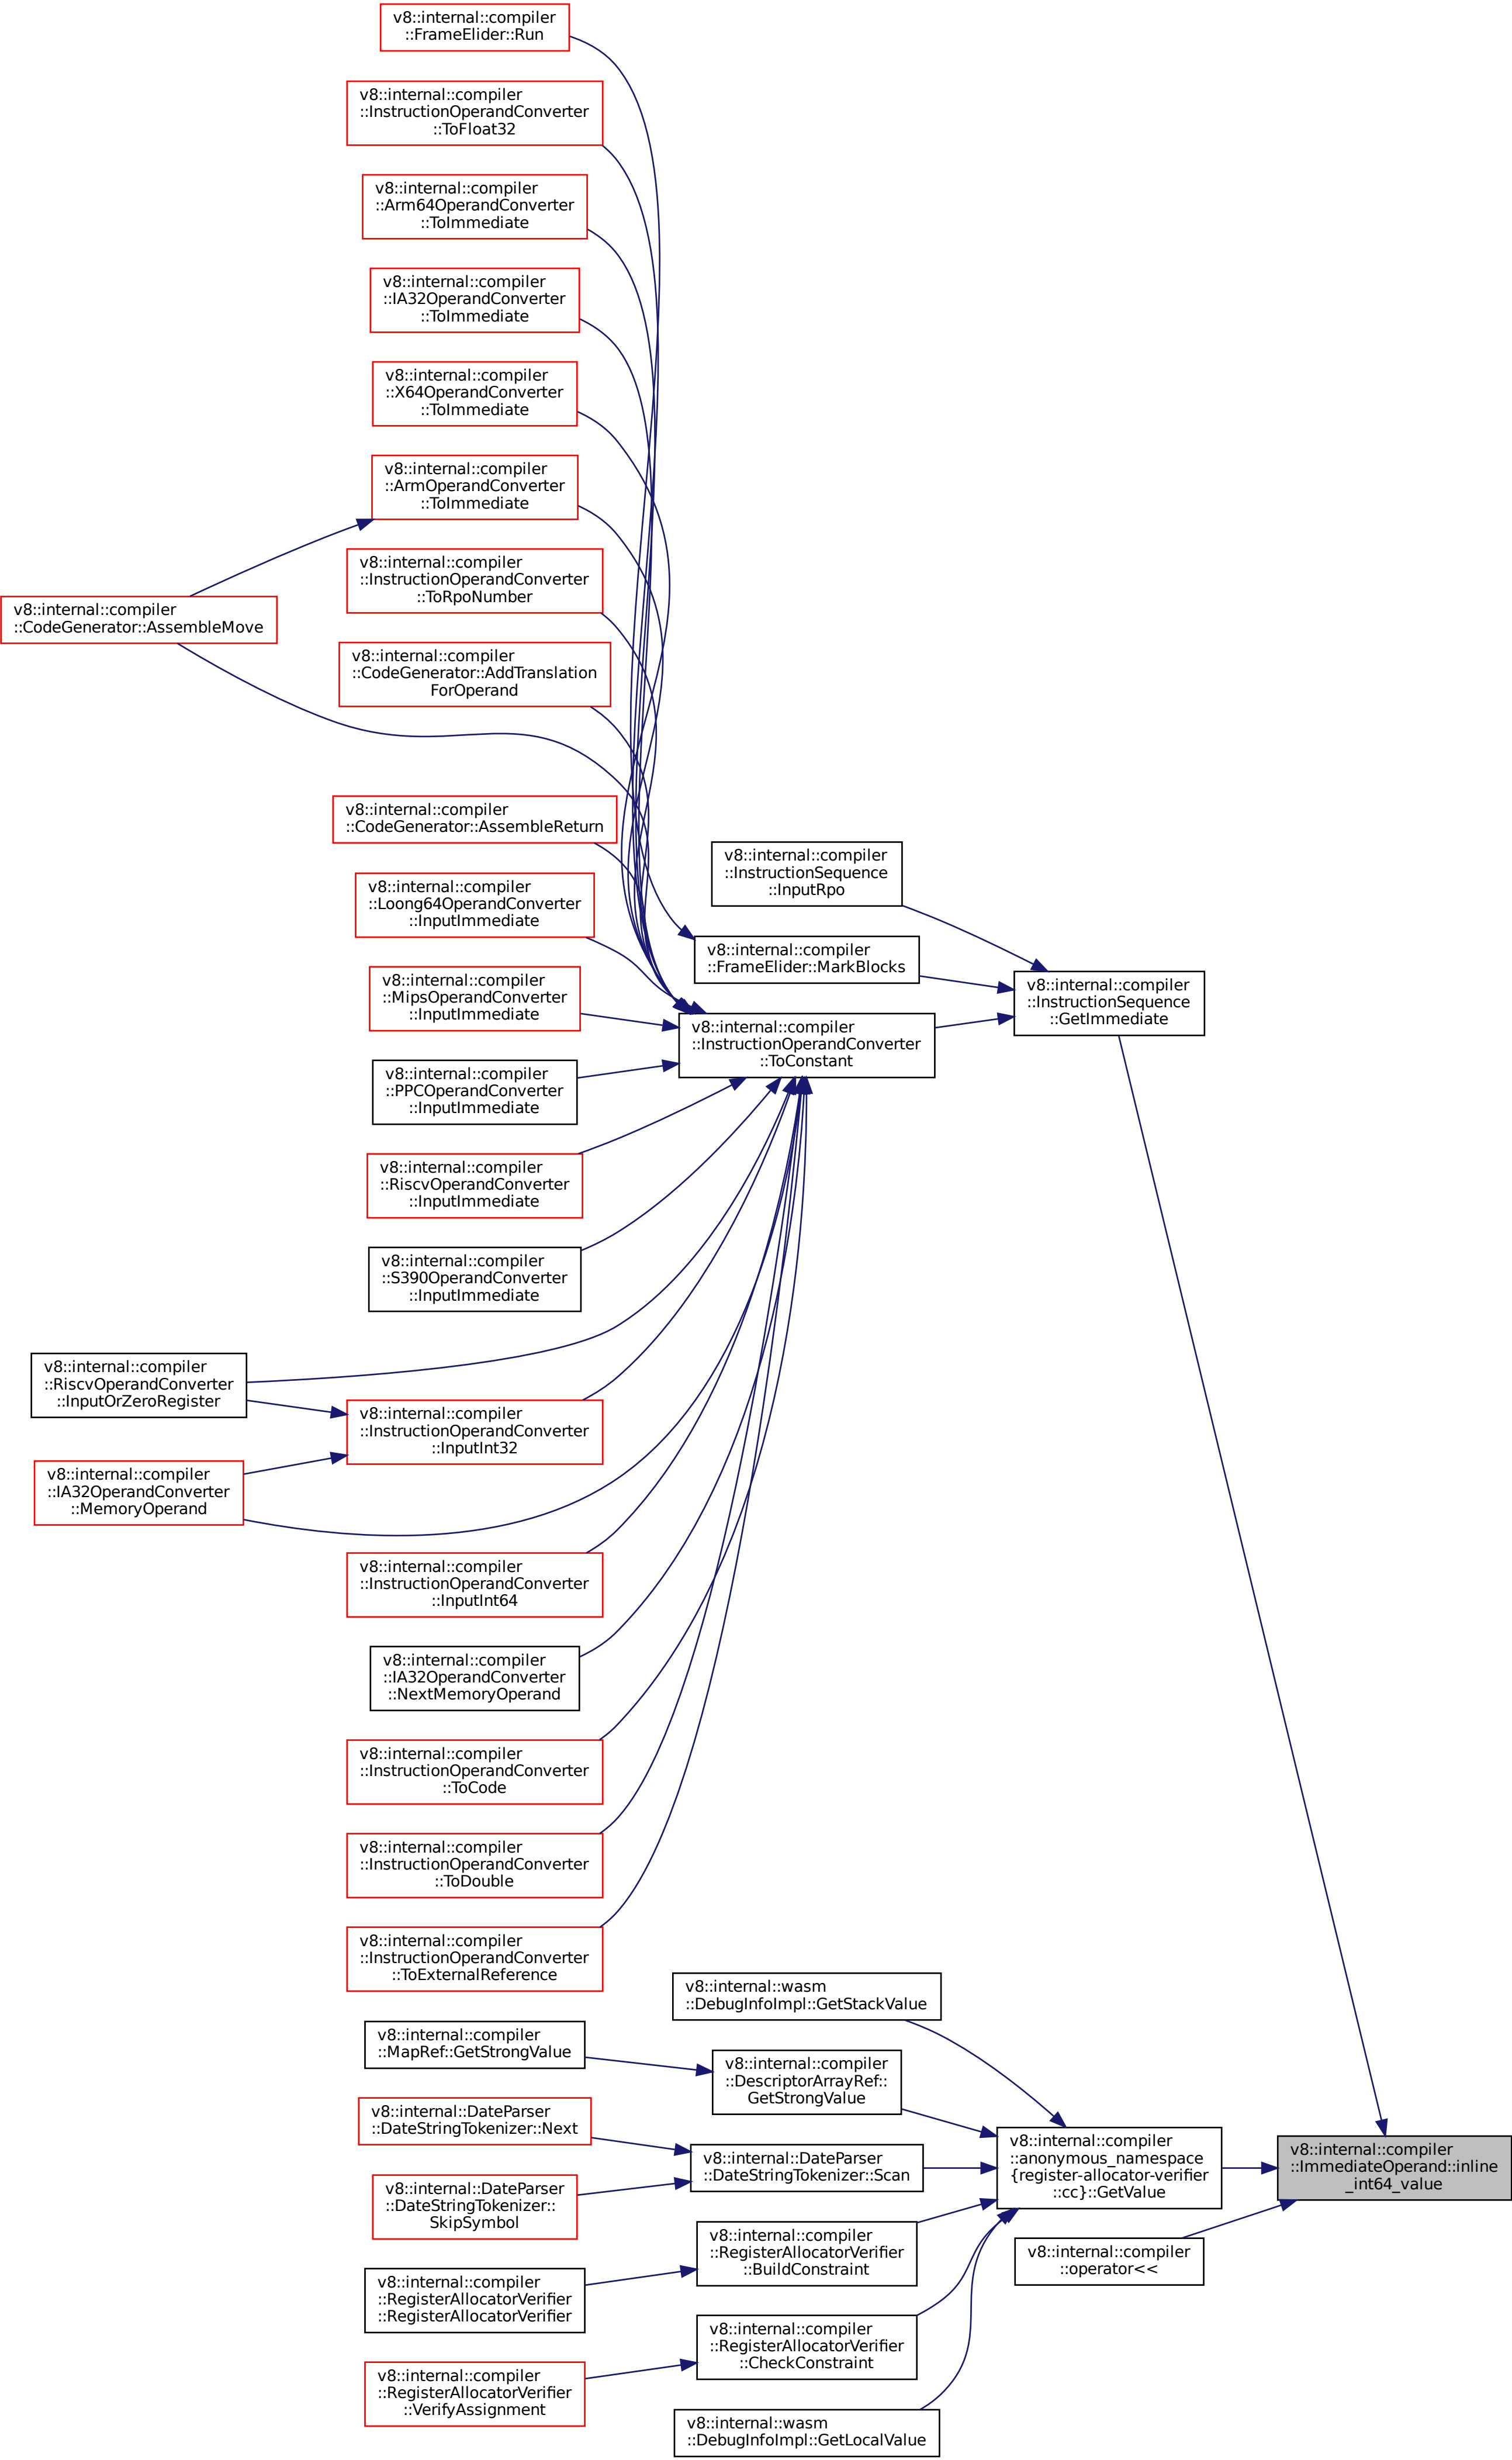 v8::internal::compiler
::FrameElider::Run
v8::internal::compiler
::InstructionOperandConverter
::ToFloat32
v8::internal::compiler
::Arm64OperandConverter
::ToImmediate
v8::internal::compiler
::IA32OperandConverter
::ToImmediate
v8::internal::compiler
::X64OperandConverter
::ToImmediate
v8::internal::compiler
::ArmOperandConverter
::ToImmediate
v8::internal::compiler
::InstructionOperandConverter
::ToRpoNumber
v8::internal::compiler
::CodeGenerator::AssembleMove
v8::internal::compiler
::CodeGenerator::AddTranslation
ForOperand
v8::internal::compiler
::CodeGenerator::AssembleReturn
v8::internal::compiler
::InstructionSequence
::InputRpo
v8::internal::compiler
::Loong64OperandConverter
::InputImmediate
v8::internal::compiler
::FrameElider::MarkBlocks
v8::internal::compiler
::InstructionSequence
::GetImmediate
v8::internal::compiler
::MipsOperandConverter
::InputImmediate
v8::internal::compiler
::InstructionOperandConverter
::ToConstant
v8::internal::compiler
::PPCOperandConverter
::InputImmediate
v8::internal::compiler
::RiscvOperandConverter
::InputImmediate
v8::internal::compiler
::S390OperandConverter
::InputImmediate
v8::internal::compiler
::RiscvOperandConverter
::InputOrZeroRegister
v8::internal::compiler
::InstructionOperandConverter
::InputInt32
v8::internal::compiler
::IA32OperandConverter
::MemoryOperand
v8::internal::compiler
::InstructionOperandConverter
::InputInt64
v8::internal::compiler
::IA32OperandConverter
::NextMemoryOperand
v8::internal::compiler
::InstructionOperandConverter
::ToCode
v8::internal::compiler
::InstructionOperandConverter
::ToDouble
v8::internal::compiler
::InstructionOperandConverter
::ToExternalReference
v8::internal::wasm
::DebugInfoImpl::GetStackValue
v8::internal::compiler
::MapRef::GetStrongValue
v8::internal::compiler
::DescriptorArrayRef::
GetStrongValue
v8::internal::DateParser
::DateStringTokenizer::Next
v8::internal::DateParser
::DateStringTokenizer::Scan
v8::internal::compiler
::anonymous_namespace
{register-allocator-verifier
::cc}::GetValue
v8::internal::compiler
::ImmediateOperand::inline
_int64_value
v8::internal::DateParser
::DateStringTokenizer::
SkipSymbol
v8::internal::compiler
::RegisterAllocatorVerifier
::BuildConstraint
v8::internal::compiler
::operator<<
v8::internal::compiler
::RegisterAllocatorVerifier
::RegisterAllocatorVerifier
v8::internal::compiler
::RegisterAllocatorVerifier
::CheckConstraint
v8::internal::compiler
::RegisterAllocatorVerifier
::VerifyAssignment
v8::internal::wasm
::DebugInfoImpl::GetLocalValue